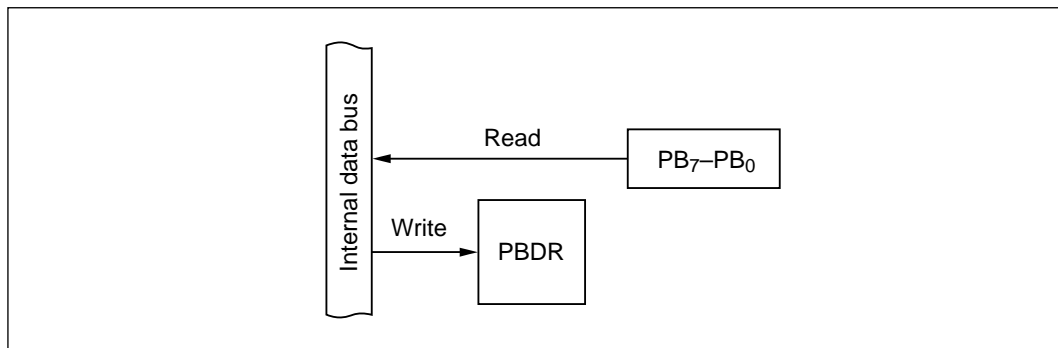 Internal data bus
Read
PB7–PB0
Write
PBDR